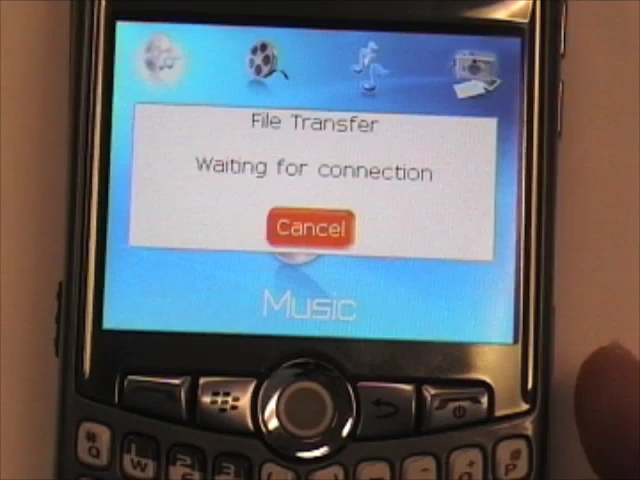 File Transfer
Waiting for connection
Cancel
Music
# Q
W
P